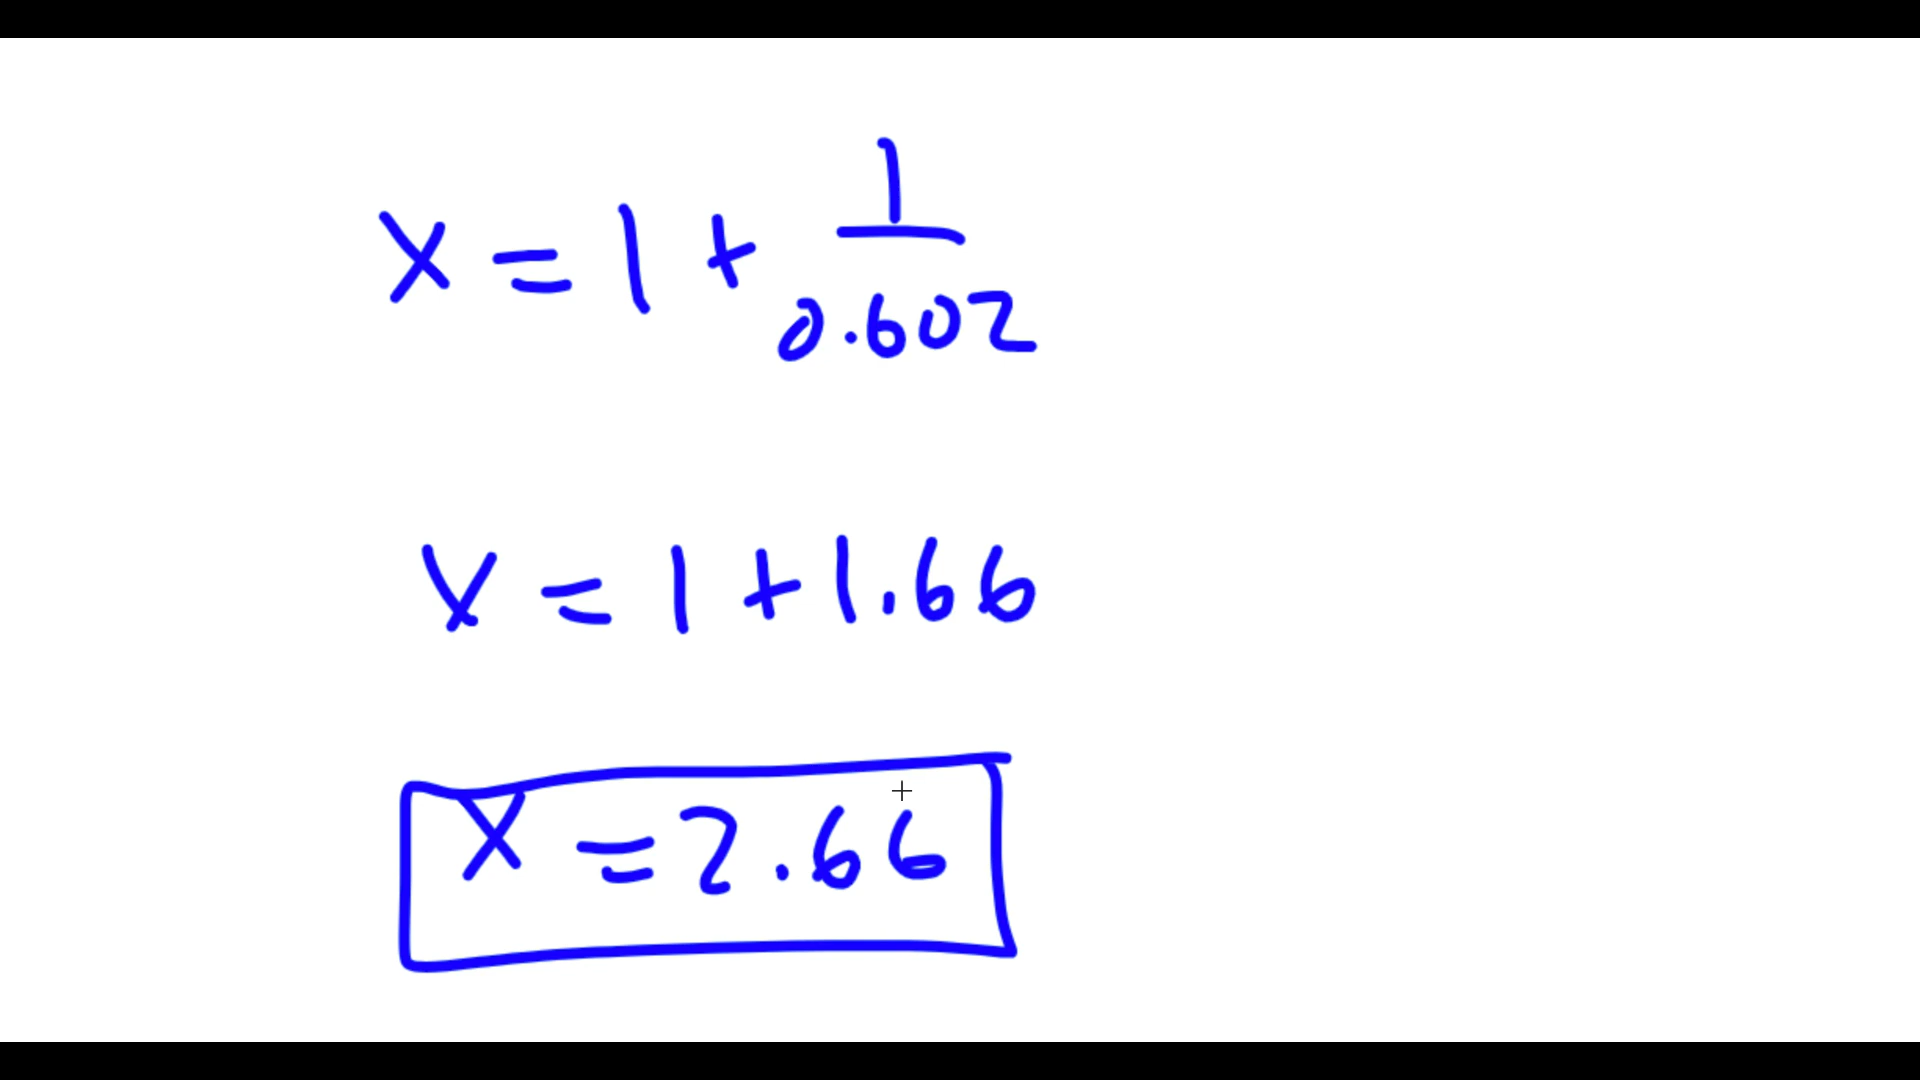 x = 1 + 1/0.602
x = 1 + 1.66
x = 2.66